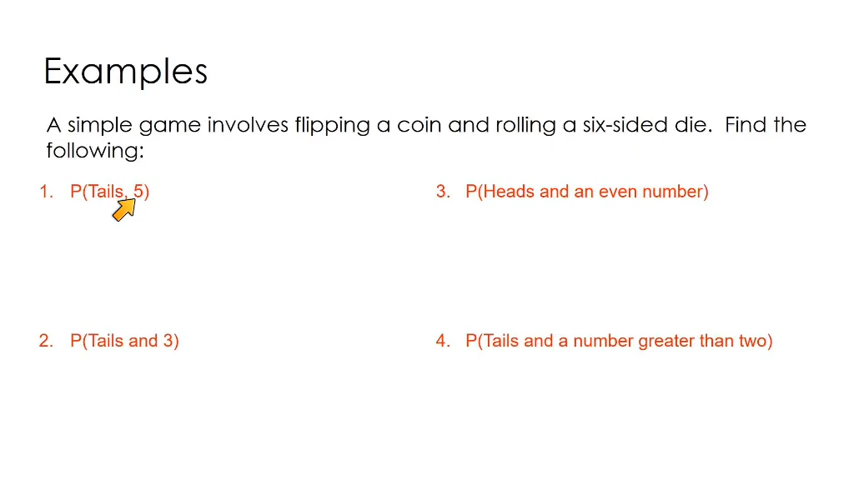 Examples
A simple game involves flipping a coin and rolling a six-sided die.  Find the
following:
1. P(Tails, 5)
3. P(Heads and an even number)
2. P(Tails and 3)
4. P(Tails and a number greater than two)